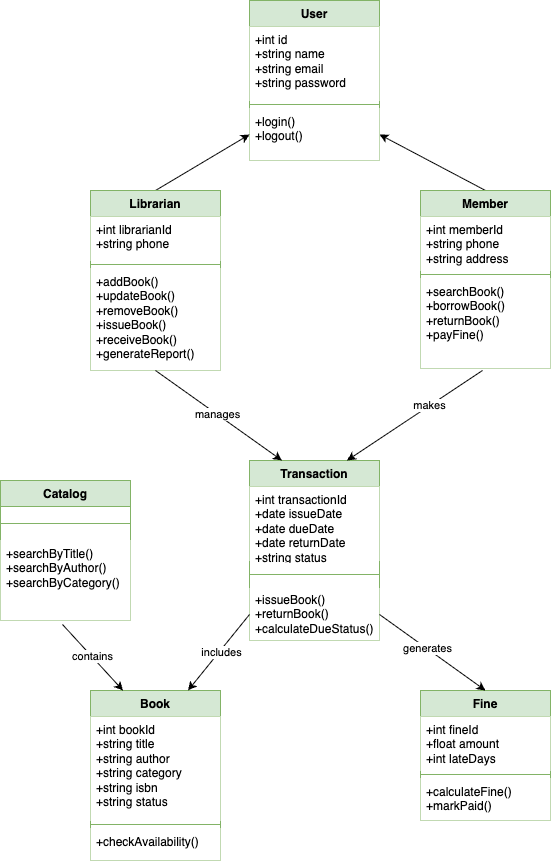 User
+int id
+string name
+string email
+string password
+login()
+logout()
Librarian
+int librarianId
+string phone
+addBook()
+updateBook()
+removeBook()
+issueBook()
+receiveBook()
+generateReport()
Member
+int memberId
+string phone
+string address
+searchBook()
+borrowBook()
+returnBook()
+payFine()
manages
makes
Transaction
+int transactionId
+date issueDate
+date dueDate
+date returnDate
+string status
+issueBook()
+returnBook()
+calculateDueStatus()
Catalog
+searchByTitle()
+searchByAuthor()
+searchByCategory()
contains
includes
generates
Book
+int bookId
+string title
+string author
+string category
+string isbn
+string status
+checkAvailability()
Fine
+int fineId
+float amount
+int lateDays
+calculateFine()
+markPaid()